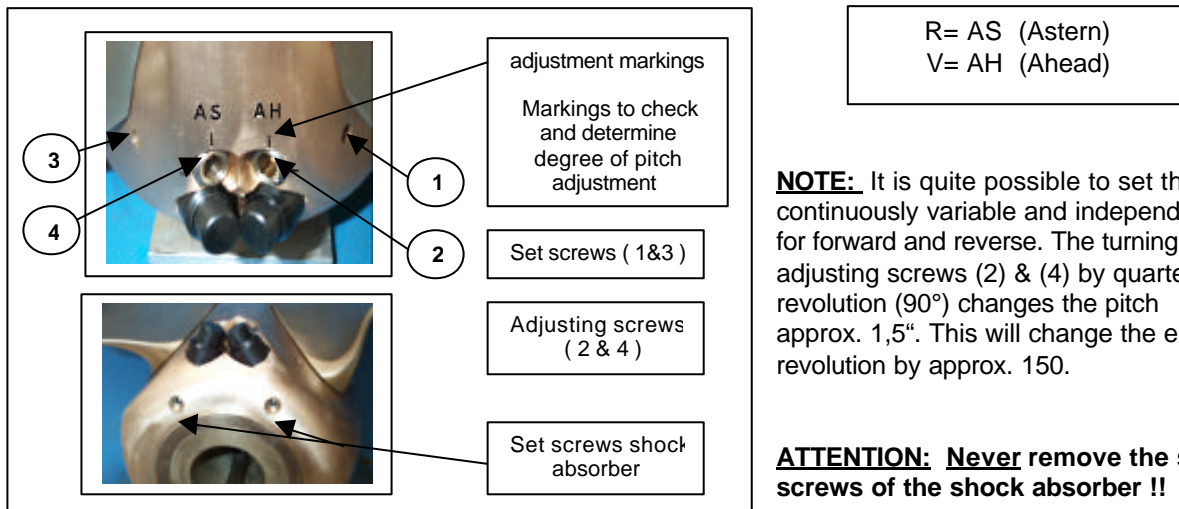 AS AH
3
4
1
2
adjustment markings
Markings to check
and determine
degree of pitch
adjustment
Set screws ( 1&3 )
Adjusting screws
( 2 & 4 )
Set screws shock
absorber
R= AS (Astern)
V= AH (Ahead)
NOTE: It is quite possible to set
continuously variable and
for forward and reverse. The turning
adjusting screws (2) & (4) by
revolution (90°) changes the pitch
approx. 1,5“. This will change the
revolution by approx. 150.
ATTENTION: Never remove the
screws of the shock absorber !!